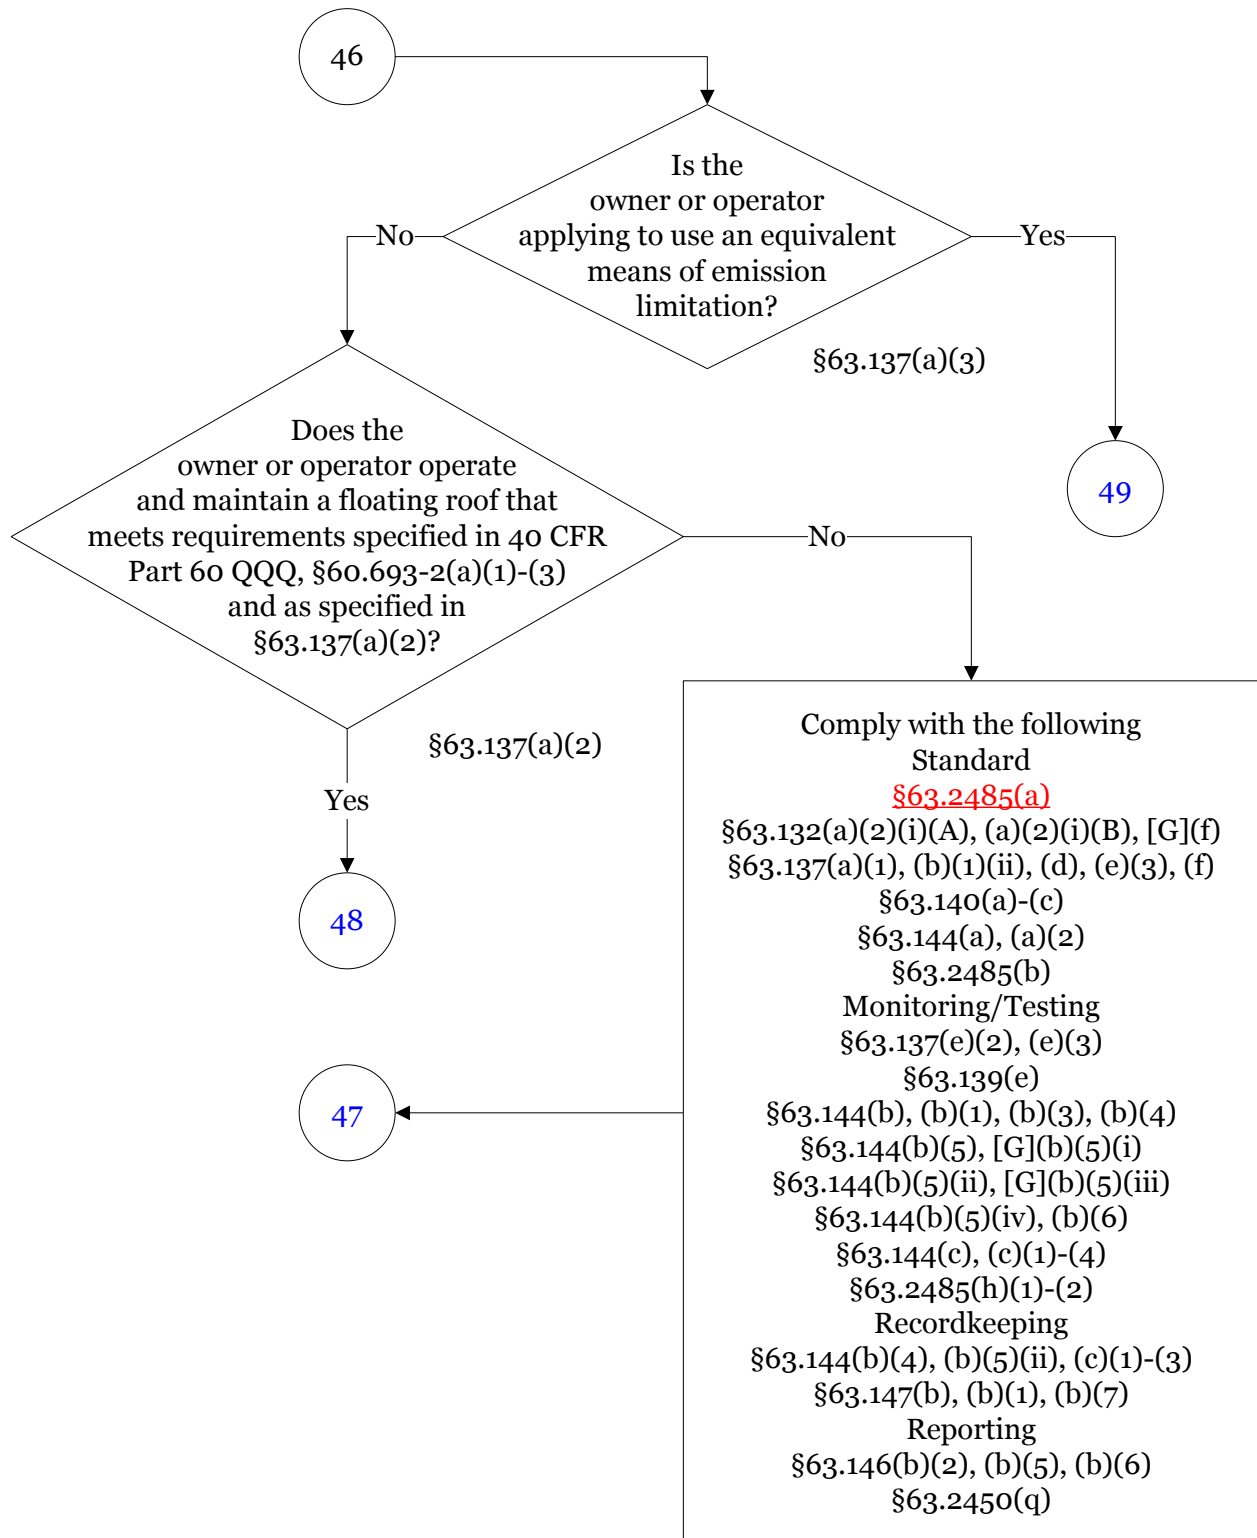 46
Is the
owner or operator
applying to use an equivalent
means of emission
limitation?
No
Yes
§63.137(a)(3)
49
Does the
owner or operator operate
and maintain a floating roof that
meets requirements specified in 40 CFR
Part 60 QQQ, §60.693-2(a)(1)-(3)
and as specified in
§63.137(a)(2)?
No
§63.137(a)(2)
Yes
48
47
Comply with the following
Standard
§63.2485(a)
§63.132(a)(2)(i)(A), (a)(2)(i)(B), [G](f)
§63.137(a)(1), (b)(1)(ii), (d), (e)(3), (f)
§63.140(a)-(c)
§63.144(a), (a)(2)
§63.2485(b)
Monitoring/Testing
§63.137(e)(2), (e)(3)
§63.139(e)
§63.144(b), (b)(1), (b)(3), (b)(4)
§63.144(b)(5), [G](b)(5)(i)
§63.144(b)(5)(ii), [G](b)(5)(iii)
§63.144(b)(5)(iv), (b)(6)
§63.144(c), (c)(1)-(4)
§63.2485(h)(1)-(2)
Recordkeeping
§63.144(b)(4), (b)(5)(ii), (c)(1)-(3)
§63.147(b), (b)(1), (b)(7)
Reporting
§63.146(b)(2), (b)(5), (b)(6)
§63.2450(q)